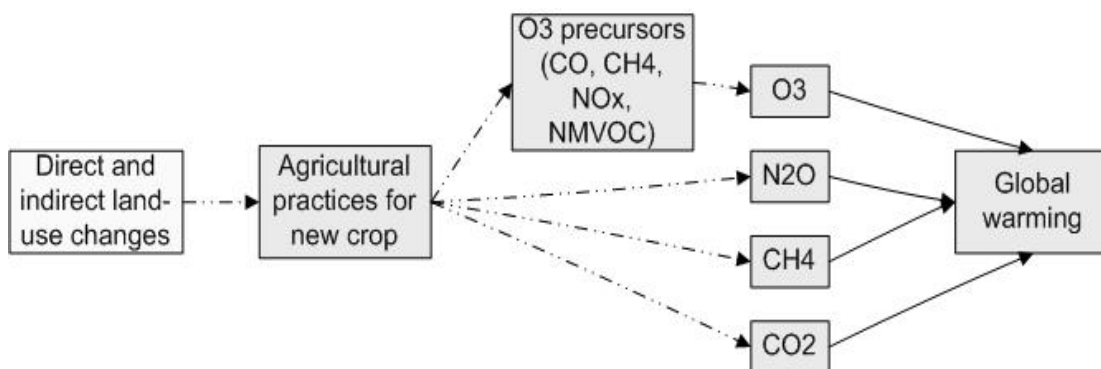 Direct and
indirect land-
use changes
Agricultural
practices for
new crop
O3 precursors
(CO, CH4,
NOx,
NMVOC)
O3
N2O
CH4
CO2
Global
warming